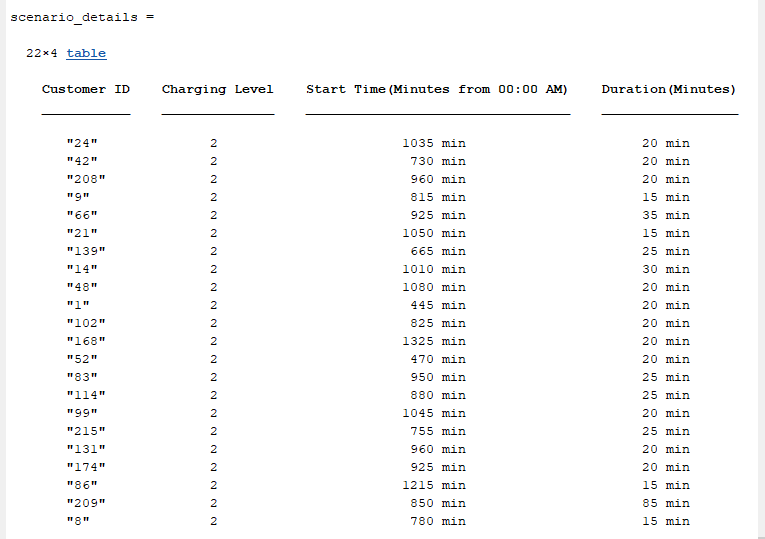 scenario_details =
22×4 table
Customer ID    Charging Level    Start Time(Minutes from 00:00 AM)    Duration(Minutes)
"24"    2    1035 min    20 min
"42"    2    730 min    20 min
"208"    2    960 min    20 min
"9"    2    815 min    15 min
"66"    2    925 min    35 min
"21"    2    1050 min    15 min
"139"    2    665 min    25 min
"14"    2    1010 min    30 min
"48"    2    1080 min    20 min
"1"    2    445 min    20 min
"102"    2    825 min    20 min
"168"    2    1325 min    20 min
"52"    2    470 min    20 min
"83"    2    950 min    25 min
"114"    2    880 min    25 min
"99"    2    1045 min    20 min
"215"    2    755 min    25 min
"131"    2    960 min    20 min
"174"    2    925 min    20 min
"86"    2    1215 min    15 min
"209"    2    850 min    85 min
"8"    2    780 min    15 min